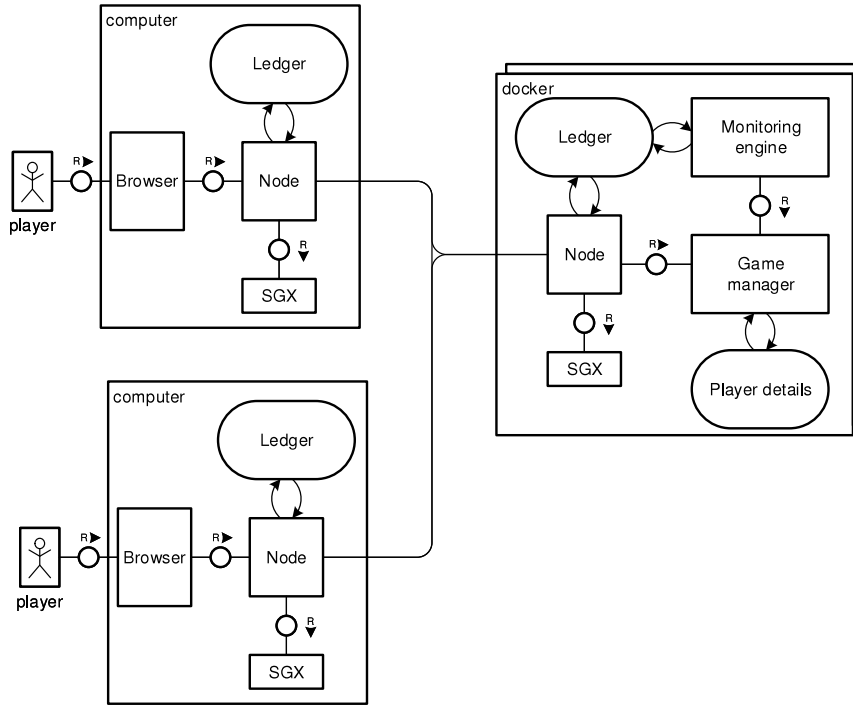 computer
Ledger
R
R
Browser
Node
player
R
SGX
docker
Ledger
Monitoring
engine
R
Node
R
Game
manager
R
SGX
Player details
computer
Ledger
R
R
Browser
Node
player
R
SGX